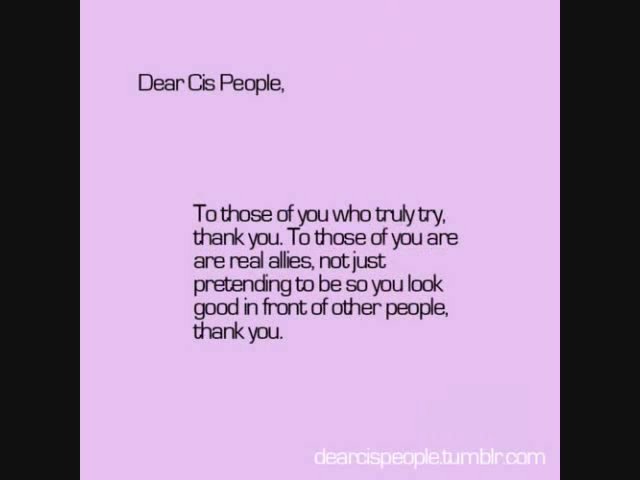 Dear Cis People,
To those of you who truly try,
thank you. To those of you are
are real allies, not just
pretending to be so you look
good in front of other people,
thank you.
dearcispeople.tumblr.com